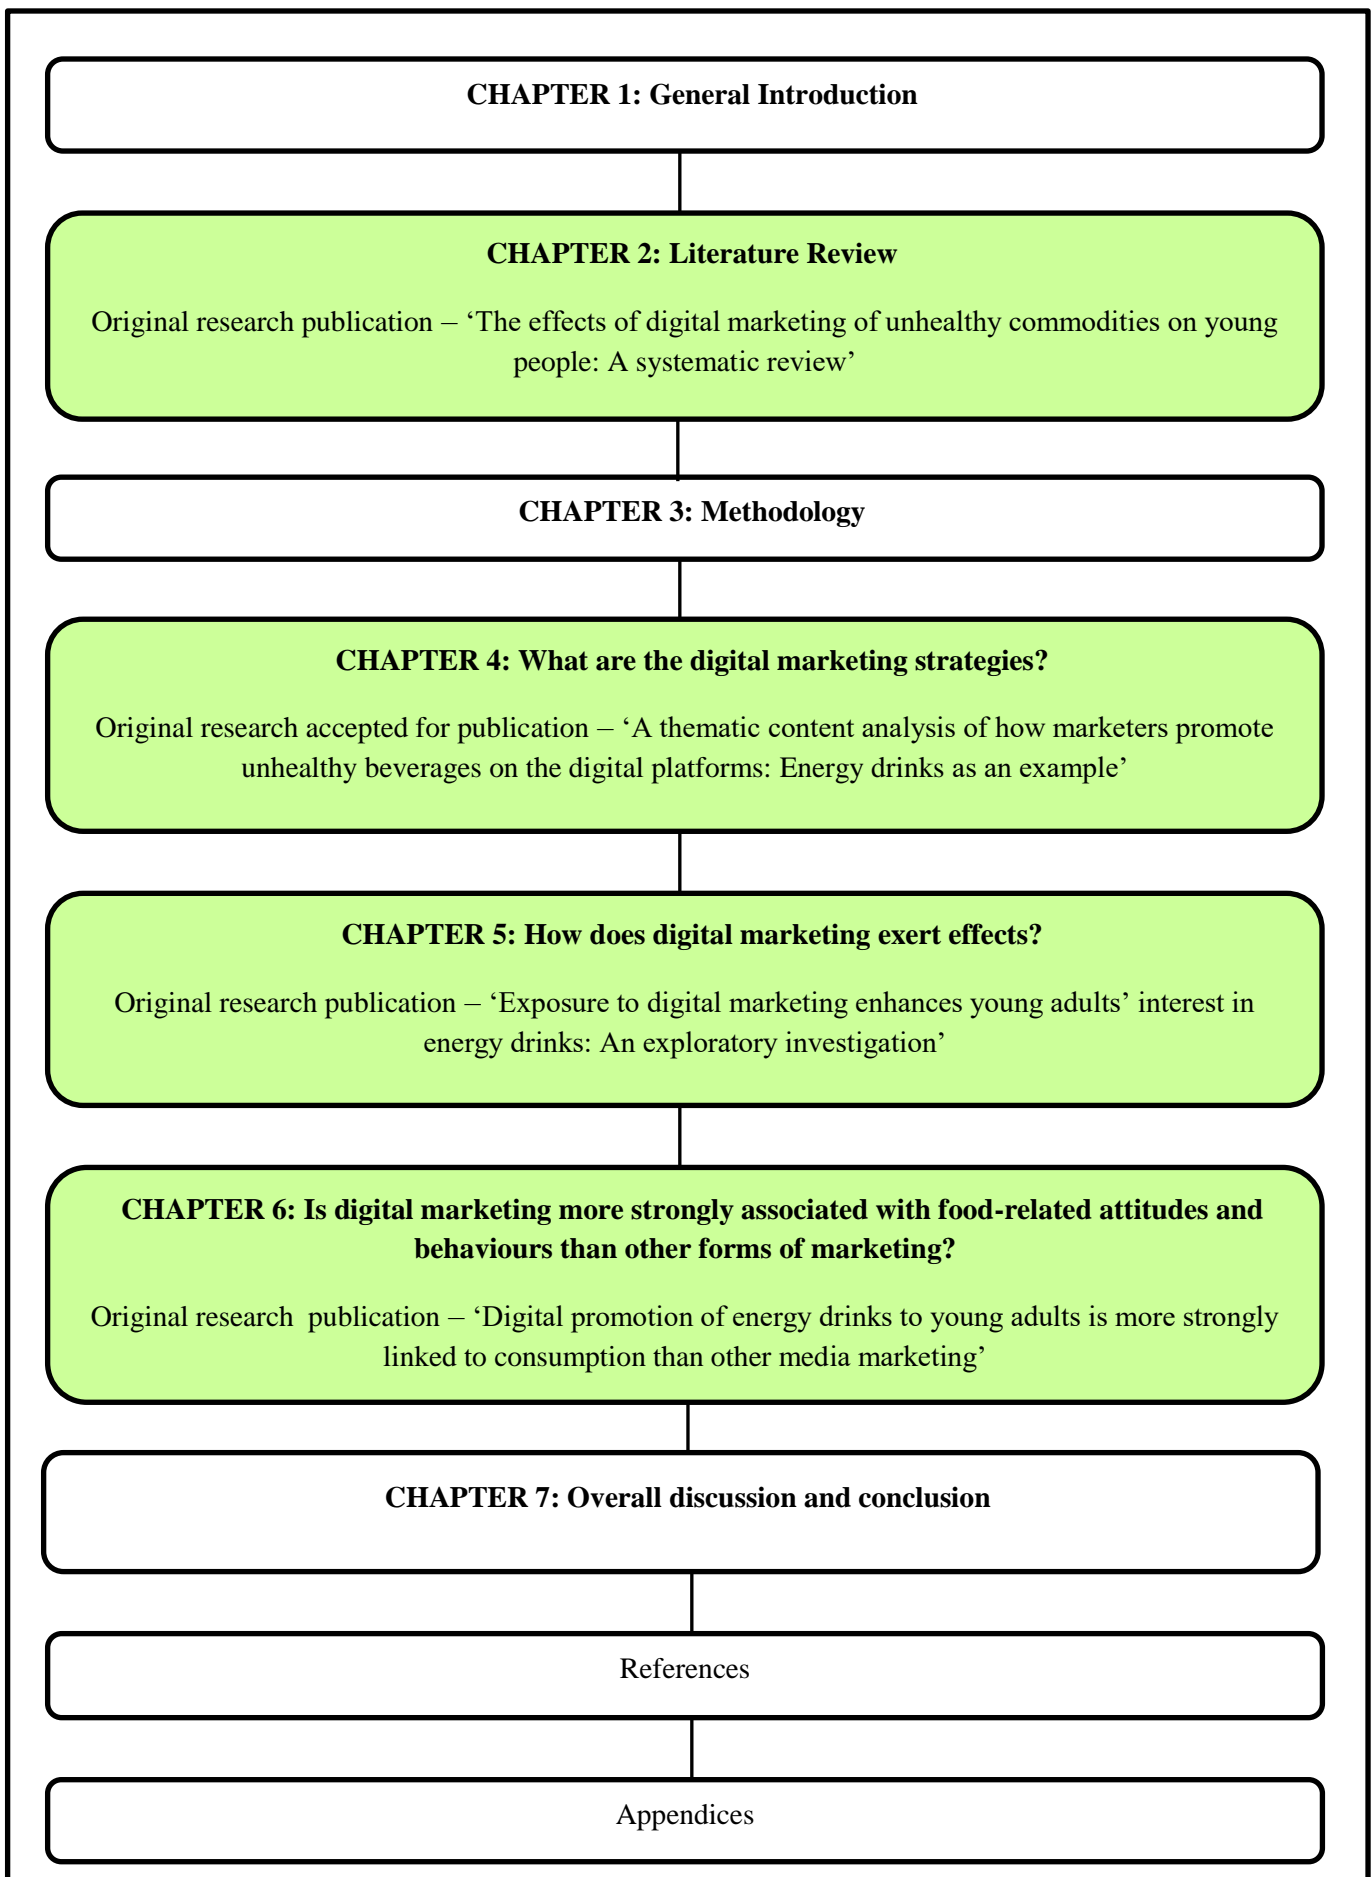 CHAPTER 1: General Introduction
CHAPTER 2: Literature Review
Original research publication – ‘The effects of digital marketing of unhealthy commodities on young
people: A systematic review’
CHAPTER 3: Methodology
CHAPTER 4: What are the digital marketing strategies?
Original research accepted for publication – ‘A thematic content analysis of how marketers promote
unhealthy beverages on the digital platforms: Energy drinks as an example’
CHAPTER 5: How does digital marketing exert effects?
Original research publication – ‘Exposure to digital marketing enhances young adults’ interest in
energy drinks: An exploratory investigation’
CHAPTER 6: Is digital marketing more strongly associated with food-related attitudes and
behaviours than other forms of marketing?
Original research publication – ‘Digital promotion of energy drinks to young adults is more strongly
linked to consumption than other media marketing’
CHAPTER 7: Overall discussion and conclusion
References
Appendices